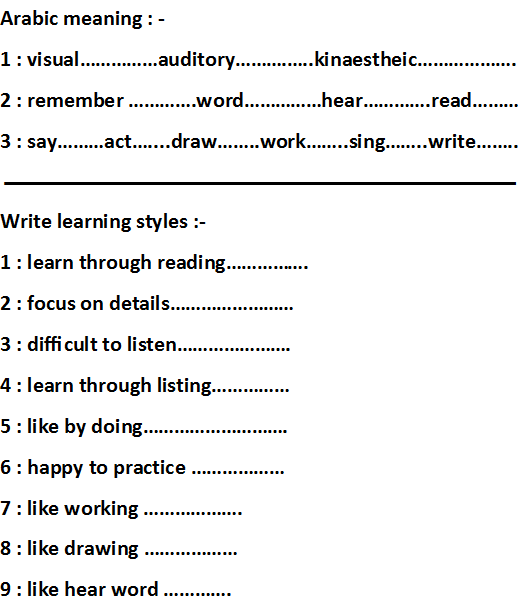 Arabic meaning : -
1 : visual...............auditory...............kinaestheic...................
2 : remember .............word...............hear.............read.........
3 : say.........act.......draw........work........sing........write........
Write learning styles :-
1 : learn through reading................
2 : focus on details........................
3 : difficult to listen......................
4 : learn through listing...............
5 : like by doing............................
6 : happy to practice ..................
7 : like working ...................
8 : like drawing ..................
9 : like hear word .............